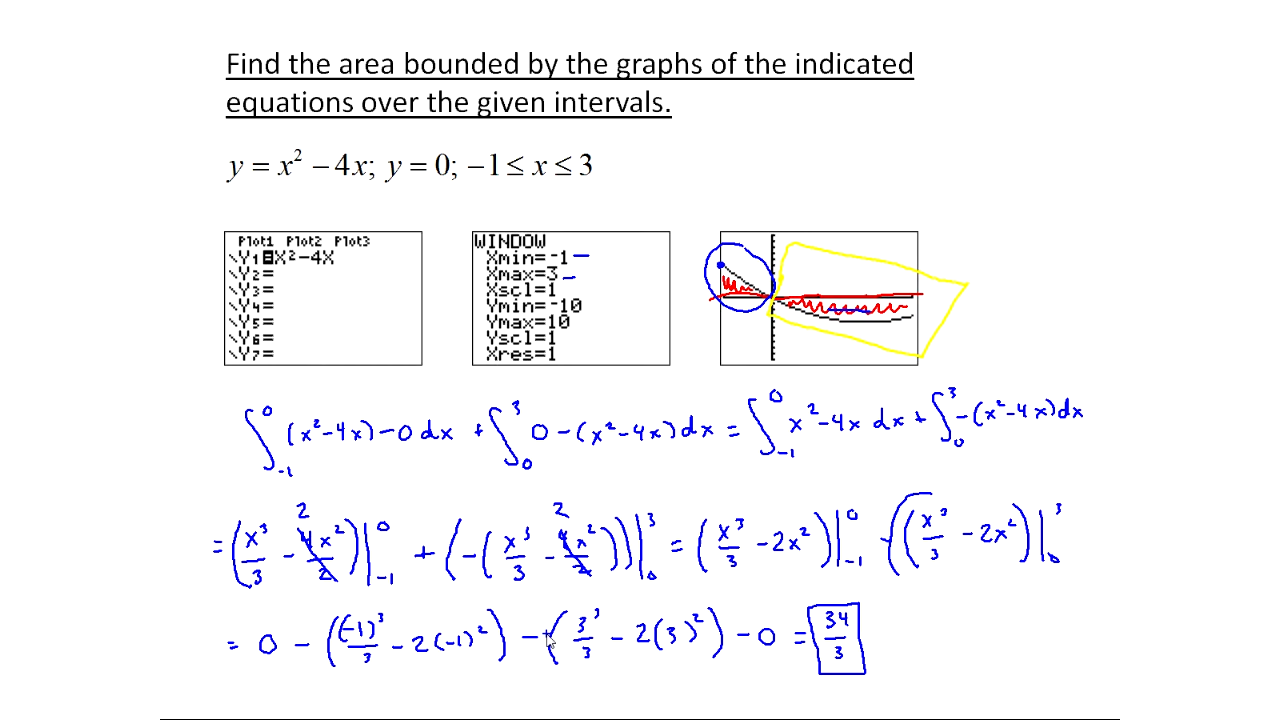 Find the area bounded by the graphs of the indicated
equations over the given intervals.
y = x² − 4x; y = 0; −1 ≤ x ≤ 3
Plot1 Plot2 Plot3
\Y₁=X²−4X
\Y₂=
\Y₃=
\Y₄=
\Y₅=
\Y₆=
\Y₇=
WINDOW
Xmin=-1
Xmax=3
Xscl=1
Ymin=-10
Ymax=10
Yscl=1
Xres=1
∫₋₁⁰ (x²−4x)−0 dx + ∫₀³ 0−(x²−4x)dx = ∫₋₁⁰ x²−4x dx + ∫₀³ −(x²−4x)dx
= (x³/3 − 4x²/2 2)|₋₁⁰ + (−(x³/3 − 4x²/2 2))|₀³ = (x³/3 − 2x²)|₋₁⁰ − ((x³/3 − 2x²)|₀³
= 0 − ((−1)³/3 − 2(−1)²) − (3³/3 − 2(3)²) − 0 = 34/3